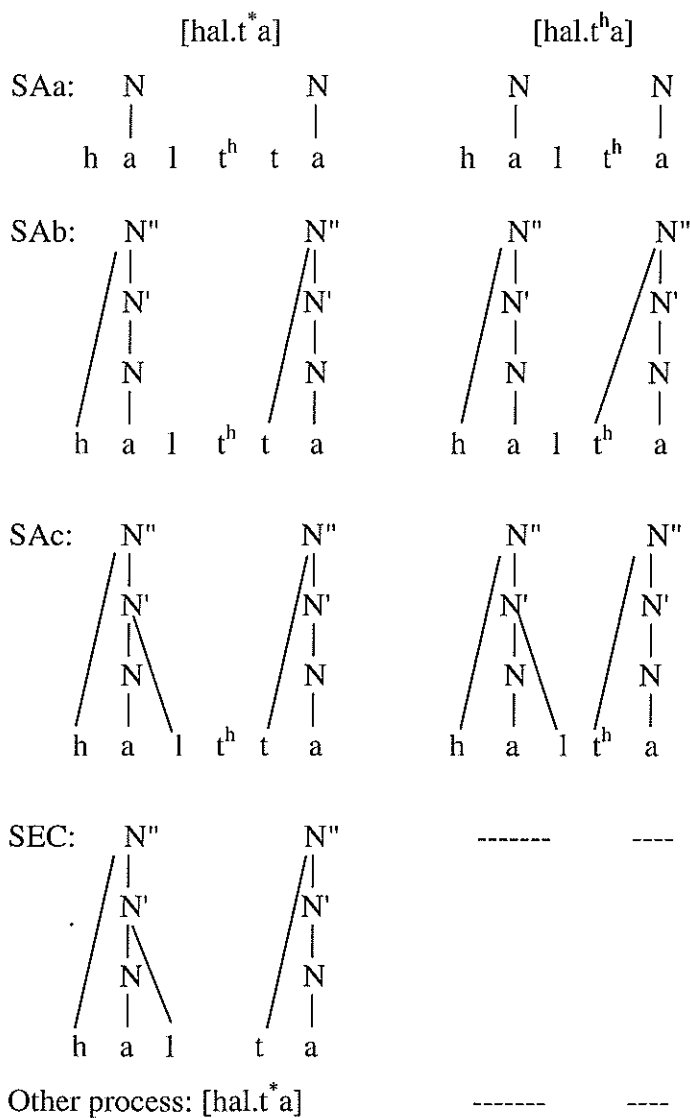 [hal.t*a] [hal.tʰa]
SAa: N N N N
h a l tʰ t a h a l tʰ a
SAb: N" N" N" N"
N' N' N' N'
N N N N
h a l tʰ t a h a l tʰ a
SAc: N" N" N" N"
N' N' N' N'
N N N N
h a l tʰ t a h a l tʰ a
SEC: N" N" ------- ----
N' N'
N N
h a l t a
Other process: [hal.t*a] ------- ----